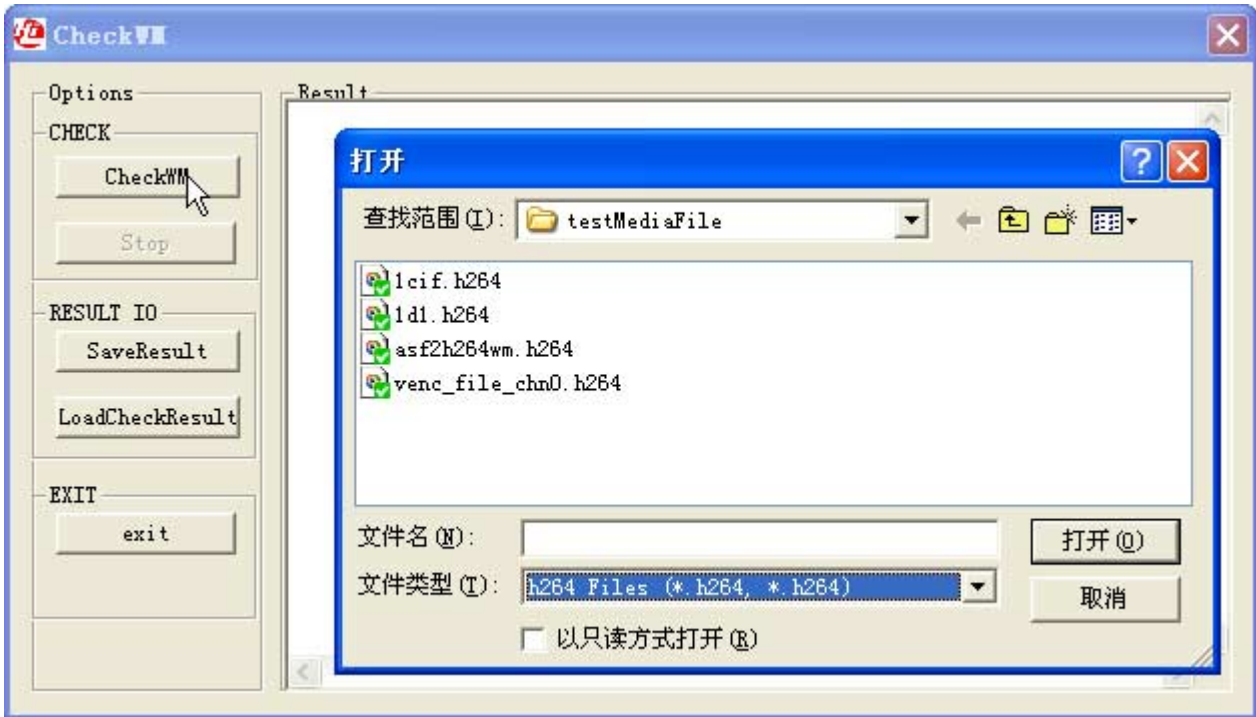 CheckWM
Options
CHECK
CheckWM
Stop
RESULT IO
SaveResult
LoadCheckResult
EXIT
exit
Result
打开
查找范围(I): testMediaFile
1cif.h264
1d1.h264
asf2h264wm.h264
venc_file_chn0.h264
文件名(N):
打开(O)
文件类型(T): h264 Files (*.h264, *.h264)
取消
以只读方式打开(R)